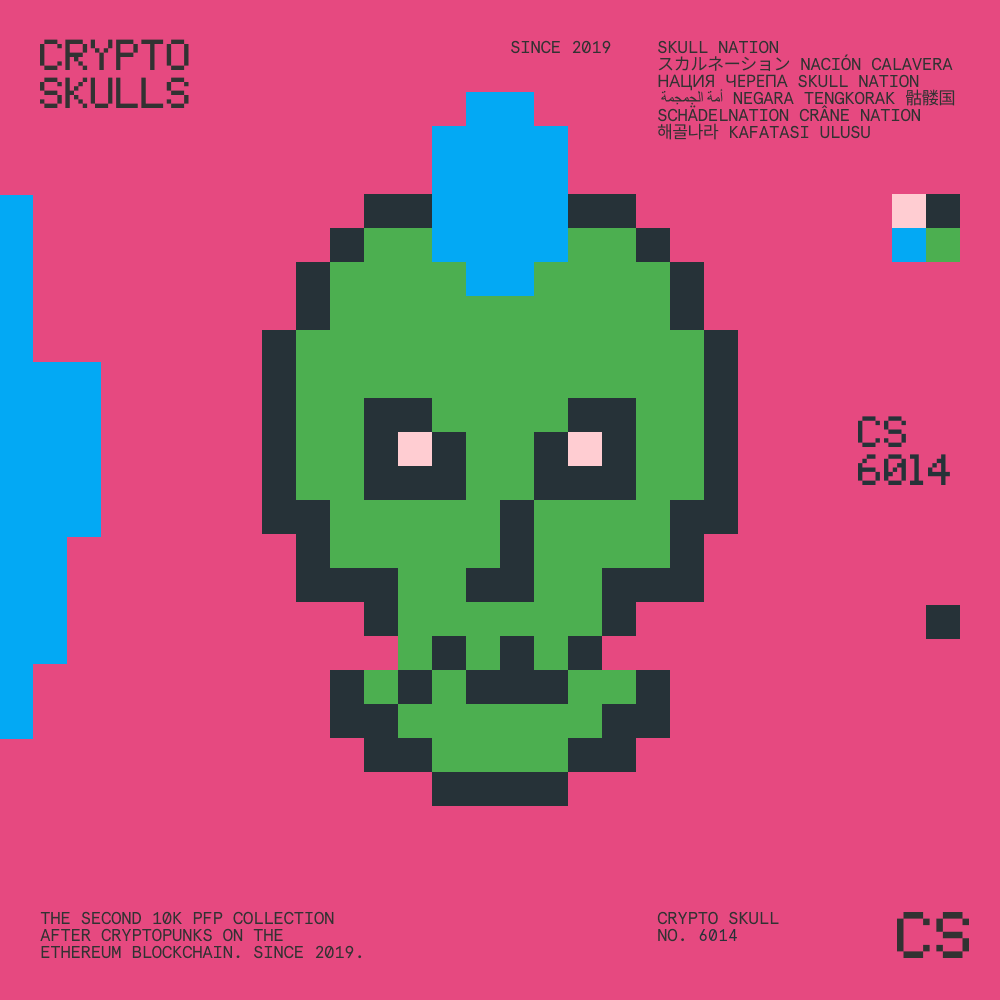 CRYPTO
SKULLS
SINCE 2019
SKULL NATION
スカルネーション NACIÓN CALAVERA
НАЦИЯ ЧЕРЕПА SKULL NATION
أمة الجمجمة NEGARA TENGKORAK 骷髅国
SCHÄDELNATION CRÂNE NATION
해골나라 KAFATASI ULUSU
CS
6014
THE SECOND 10K PFP COLLECTION
AFTER CRYPTOPUNKS ON THE
ETHEREUM BLOCKCHAIN. SINCE 2019.
CRYPTO SKULL
NO. 6014
CS